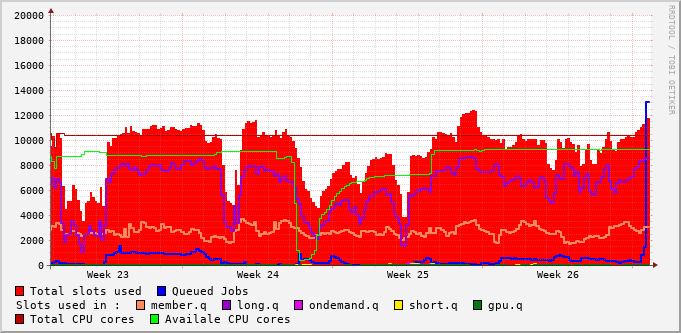 20000
18000
16000
14000
12000
10000
8000
6000
4000
2000
0
Week 23 Week 24 Week 25 Week 26
RRDTOOL / TOBI OETIKER
Total slots used Queued Jobs
Slots used in : member.q long.q ondemand.q short.q gpu.q
Total CPU cores Availale CPU cores